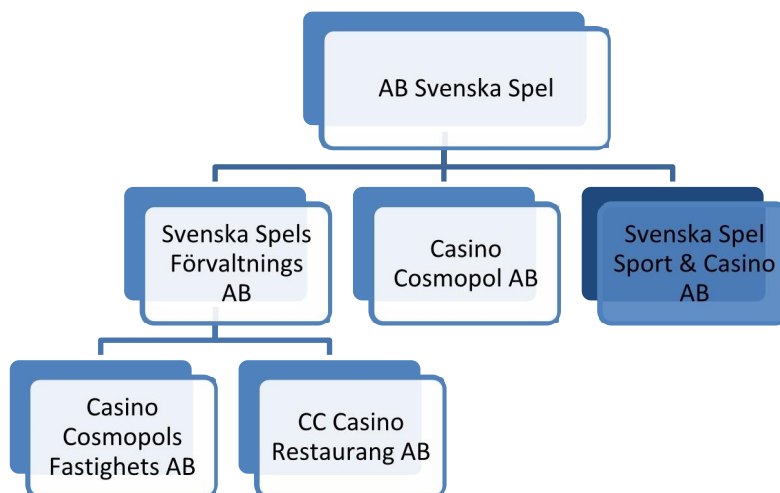 AB Svenska Spel
Svenska Spels
Förvaltnings
AB
Casino
Cosmopol AB
Svenska Spel
Sport & Casino
AB
Casino
Cosmopols
Fastighets AB
CC Casino
Restaurang AB